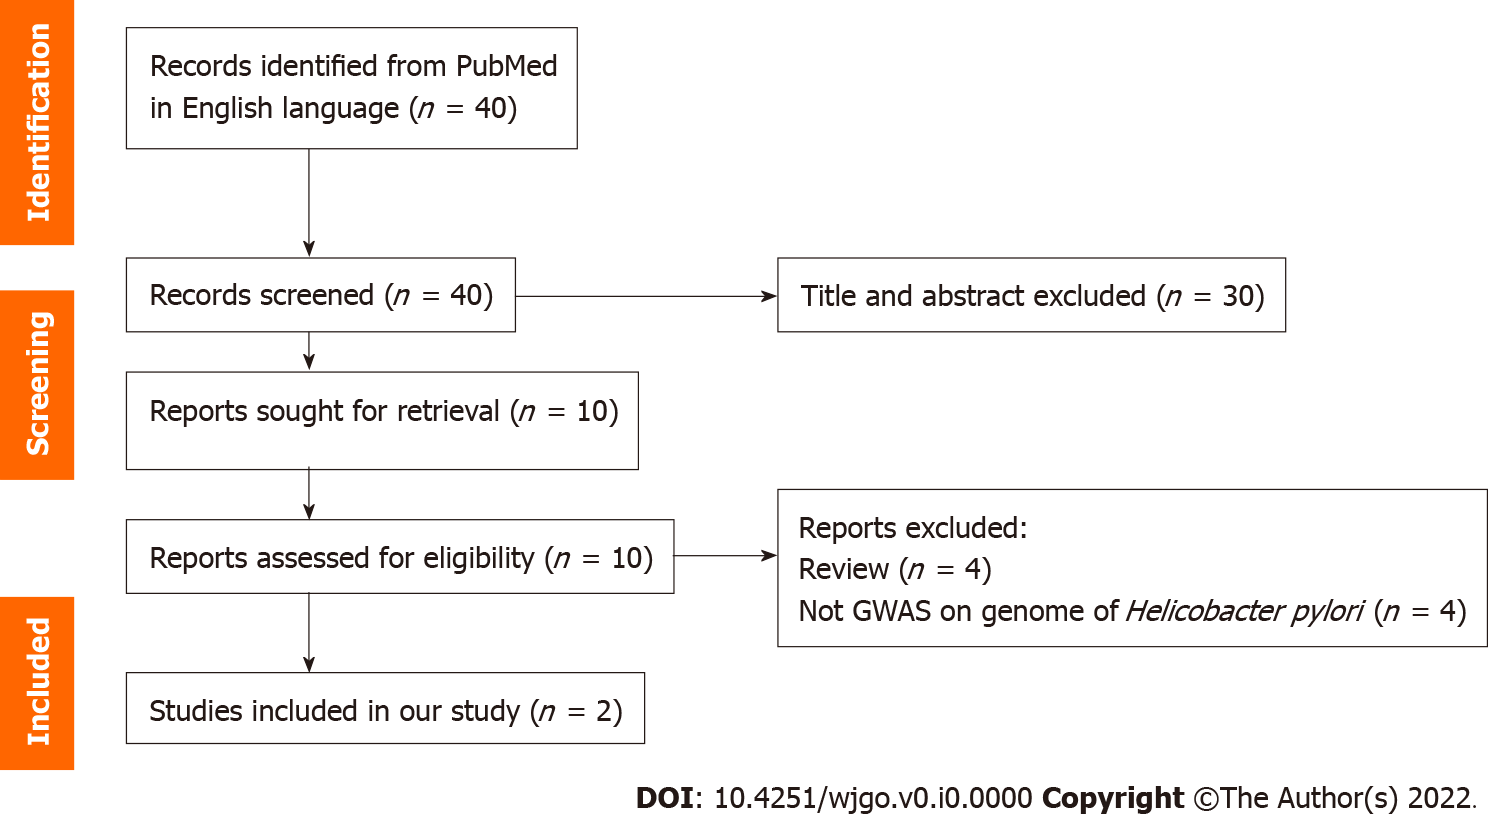 Identification
Records identified from PubMed
in English language (n = 40)
Screening
Records screened (n = 40)
Title and abstract excluded (n = 30)
Reports sought for retrieval (n = 10)
Reports assessed for eligibility (n = 10)
Reports excluded:
Review (n = 4)
Not GWAS on genome of Helicobacter pylori (n = 4)
Included
Studies included in our study (n = 2)
DOI: 10.4251/wjgo.v0.i0.0000 Copyright ©The Author(s) 2022.